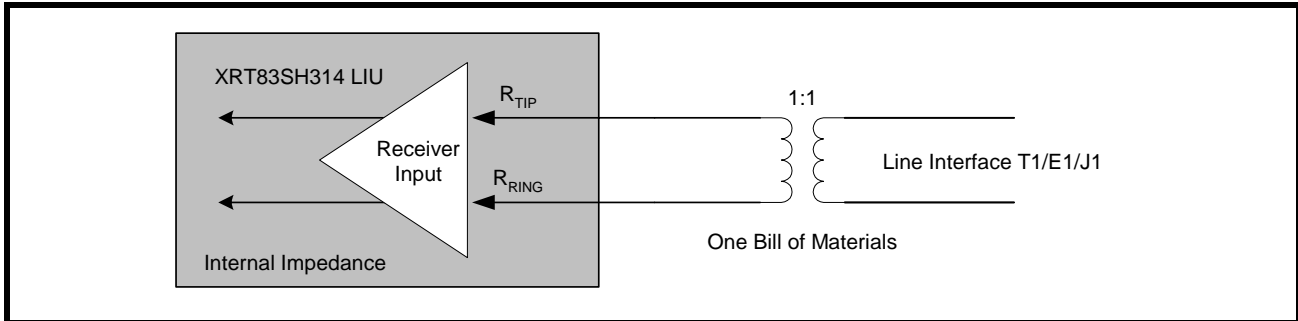 XRT83SH314 LIU
R_TIP
1:1
Receiver
Input
Line Interface T1/E1/J1
R_RING
One Bill of Materials
Internal Impedance